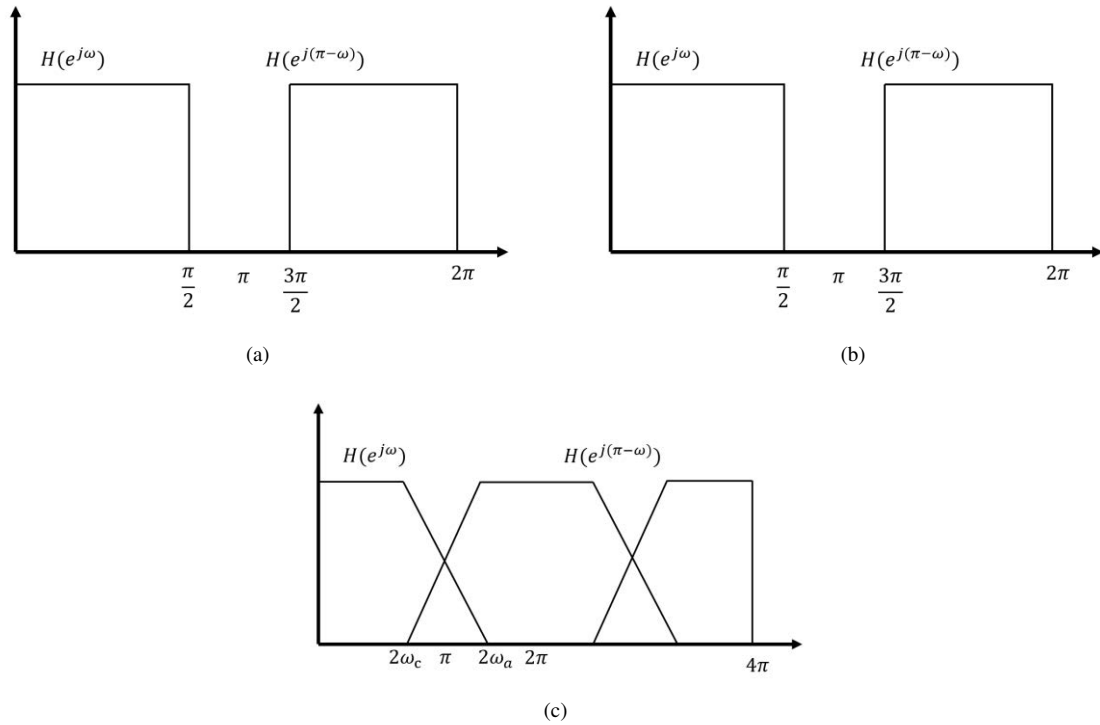 H(e^{jω}) H(e^{j(π−ω)})
π/2 π 3π/2 2π
(a)
H(e^{jω}) H(e^{j(π−ω)})
π/2 π 3π/2 2π
(b)
H(e^{jω}) H(e^{j(π−ω)})
2ω_c π 2ω_a 2π 4π
(c)